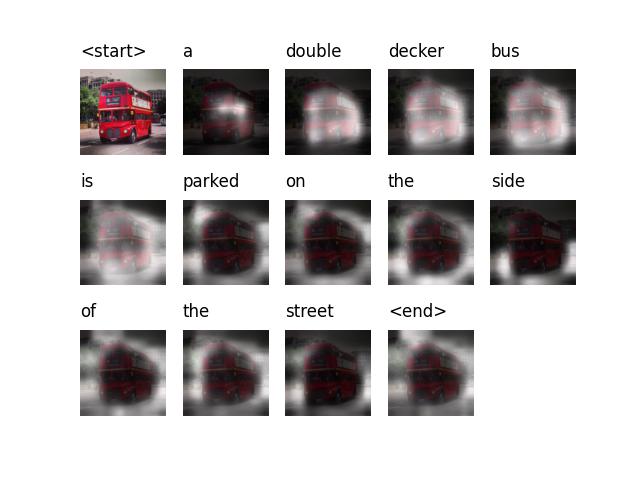 <start> a double decker bus
is parked on the side
of the street <end>